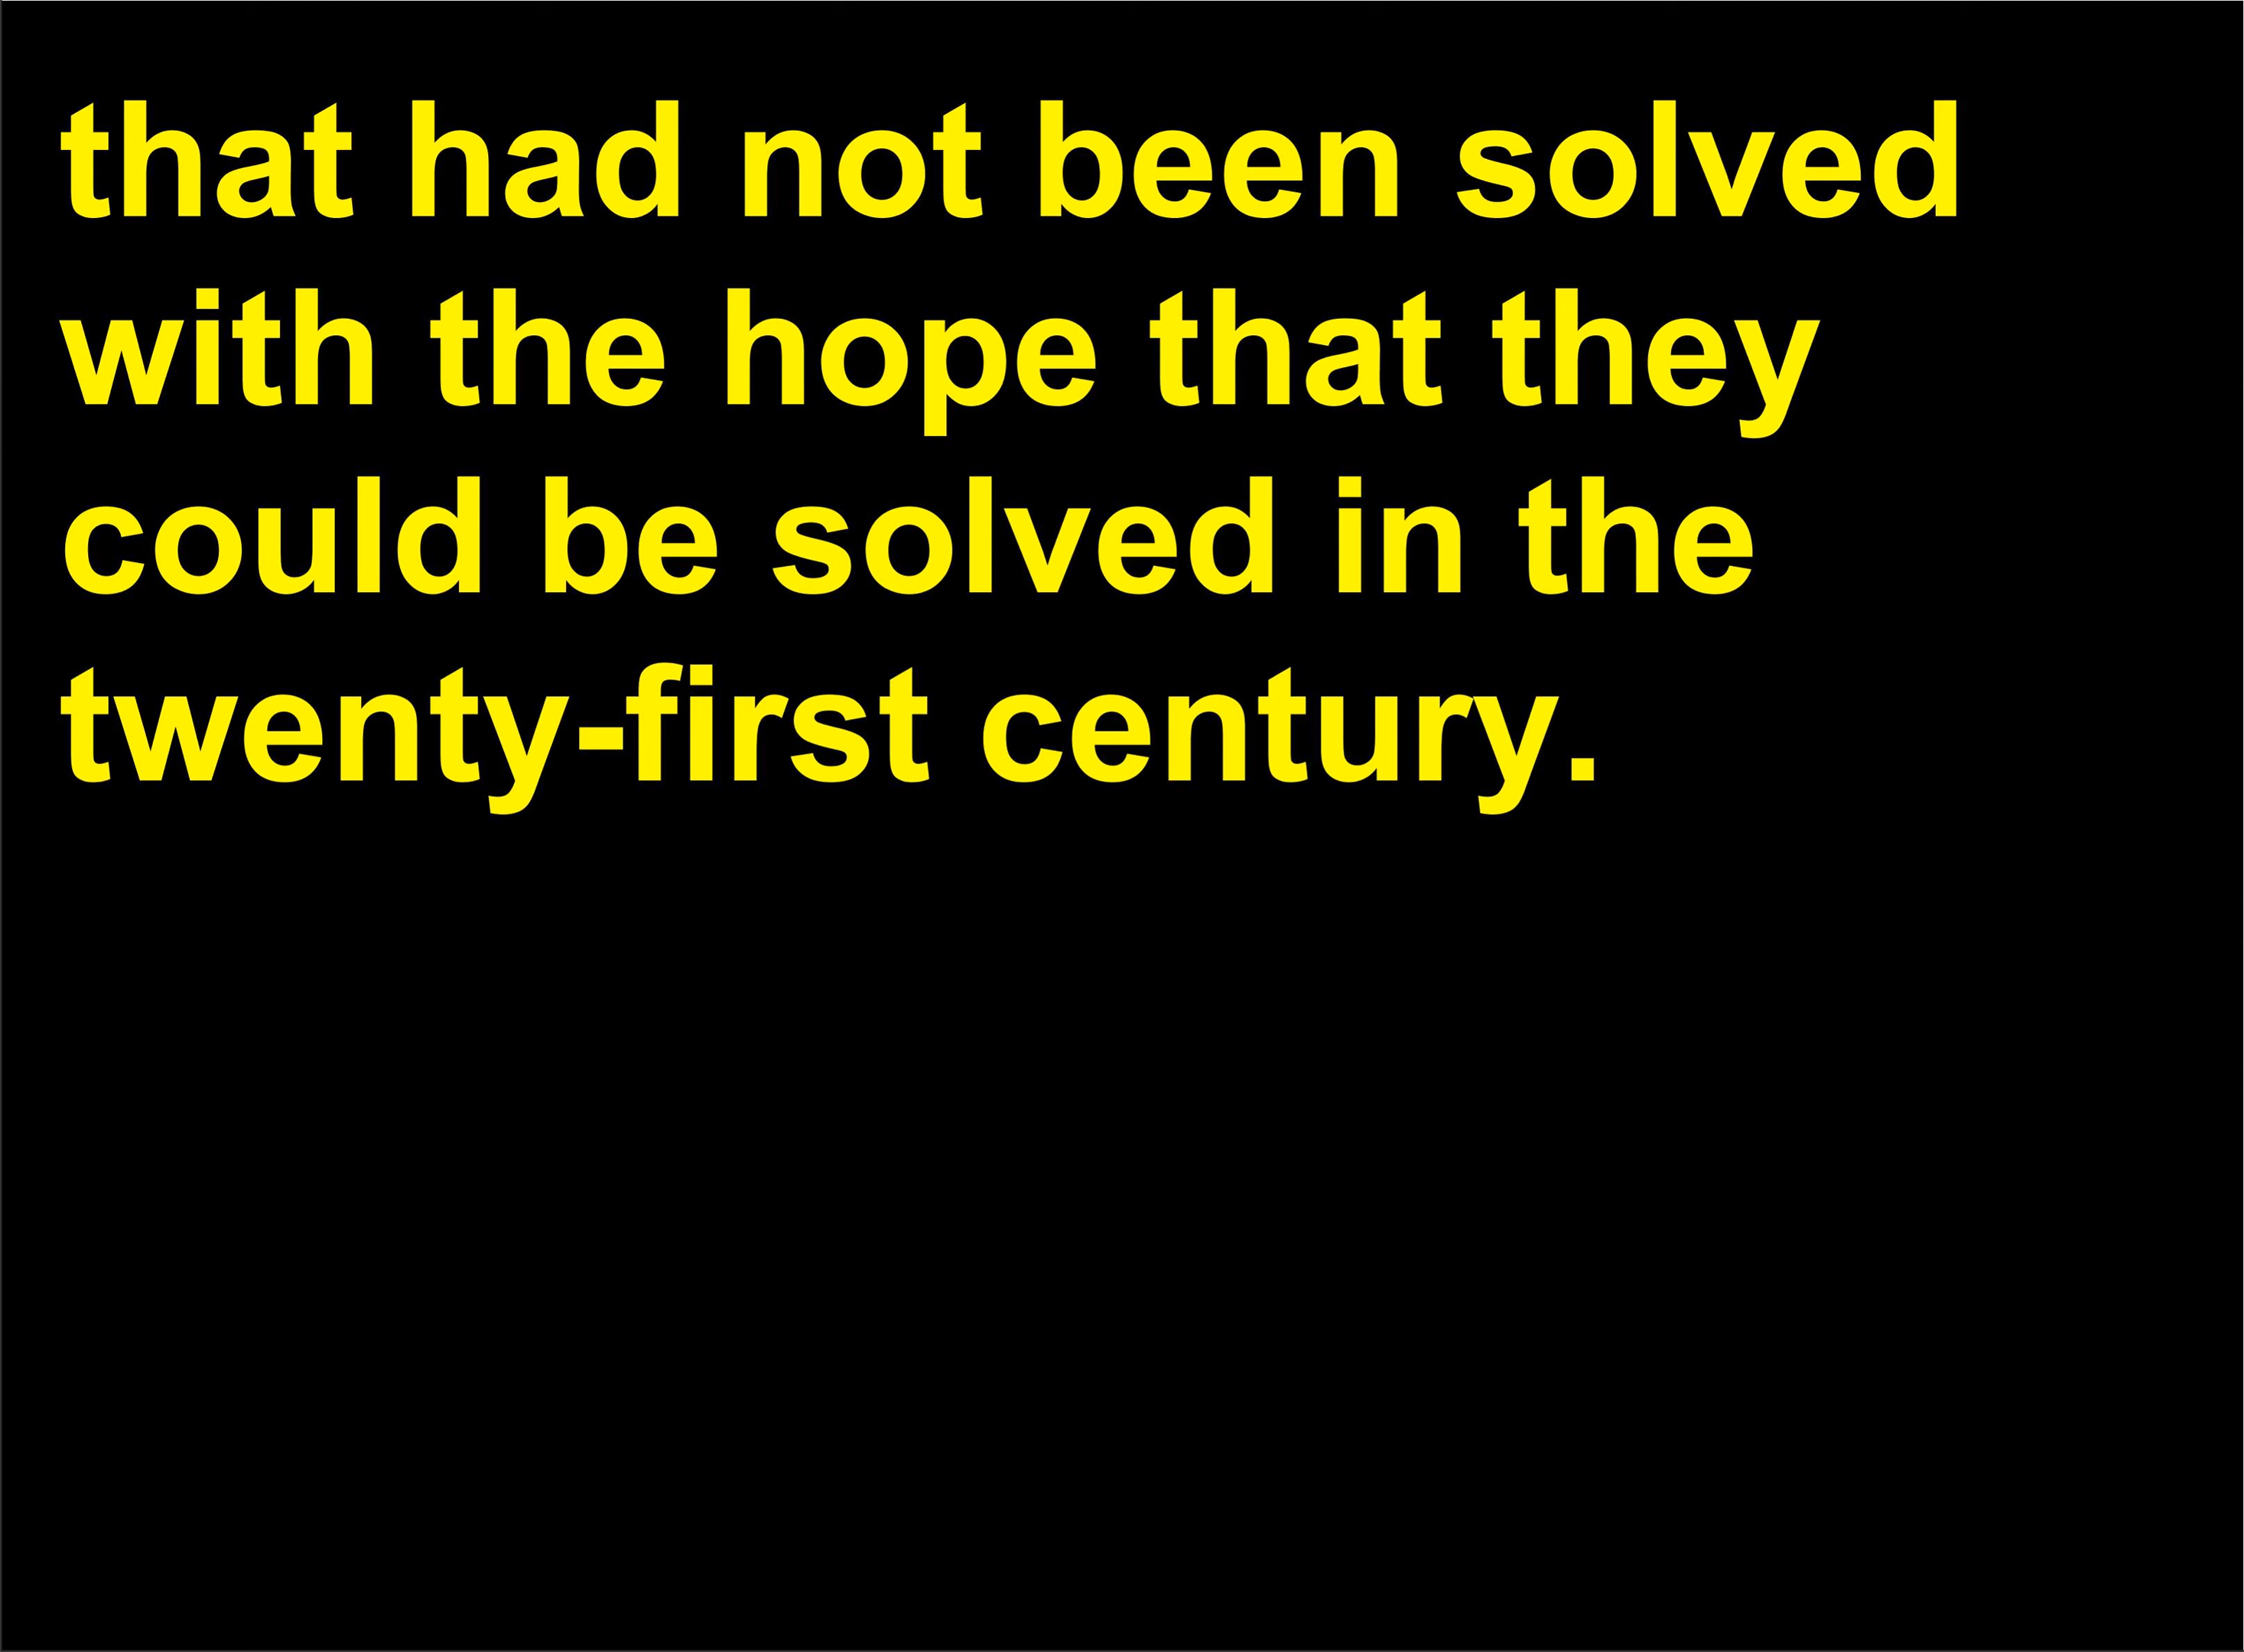 that had not been solved
with the hope that they
could be solved in the
twenty-first century.